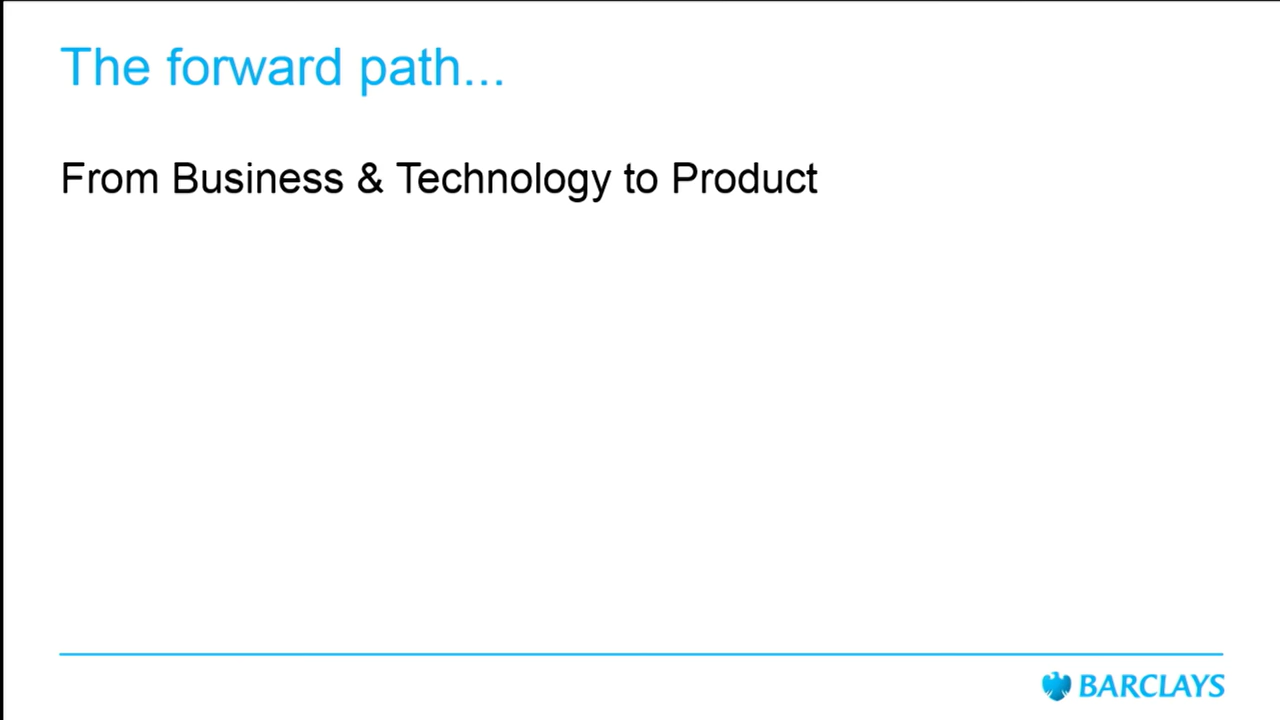 The forward path...
From Business & Technology to Product
BARCLAYS